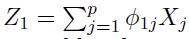 $Z_1 = \sum_{j=1}^{p} \phi_{1j} X_j$